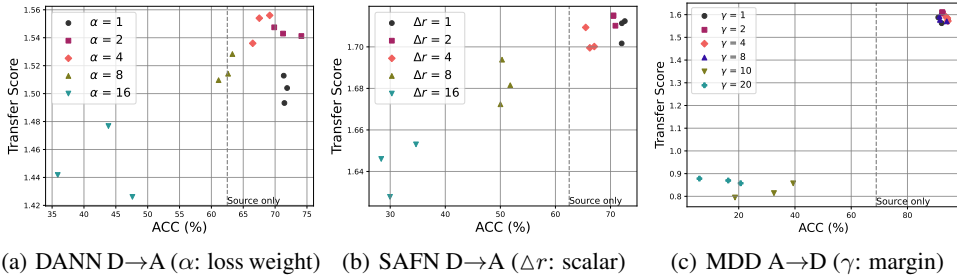 Transfer Score
1.56
1.54
1.52
1.50
1.48
1.46
1.44
1.42
α = 1
α = 2
α = 4
α = 8
α = 16
Source only
35 40 45 50 55 60 65 70 75
ACC (%)
(a) DANN D→A (α: loss weight)
Transfer Score
1.70
1.68
1.66
1.64
Δr = 1
Δr = 2
Δr = 4
Δr = 8
Δr = 16
Source only
30 40 50 60 70
ACC (%)
(b) SAFN D→A (△r: scalar)
Transfer Score
1.6
1.5
1.4
1.3
1.2
1.1
1.0
0.9
0.8
γ = 1
γ = 2
γ = 4
γ = 8
γ = 10
γ = 20
Source only
20 40 60 80
ACC (%)
(c) MDD A→D (γ: margin)